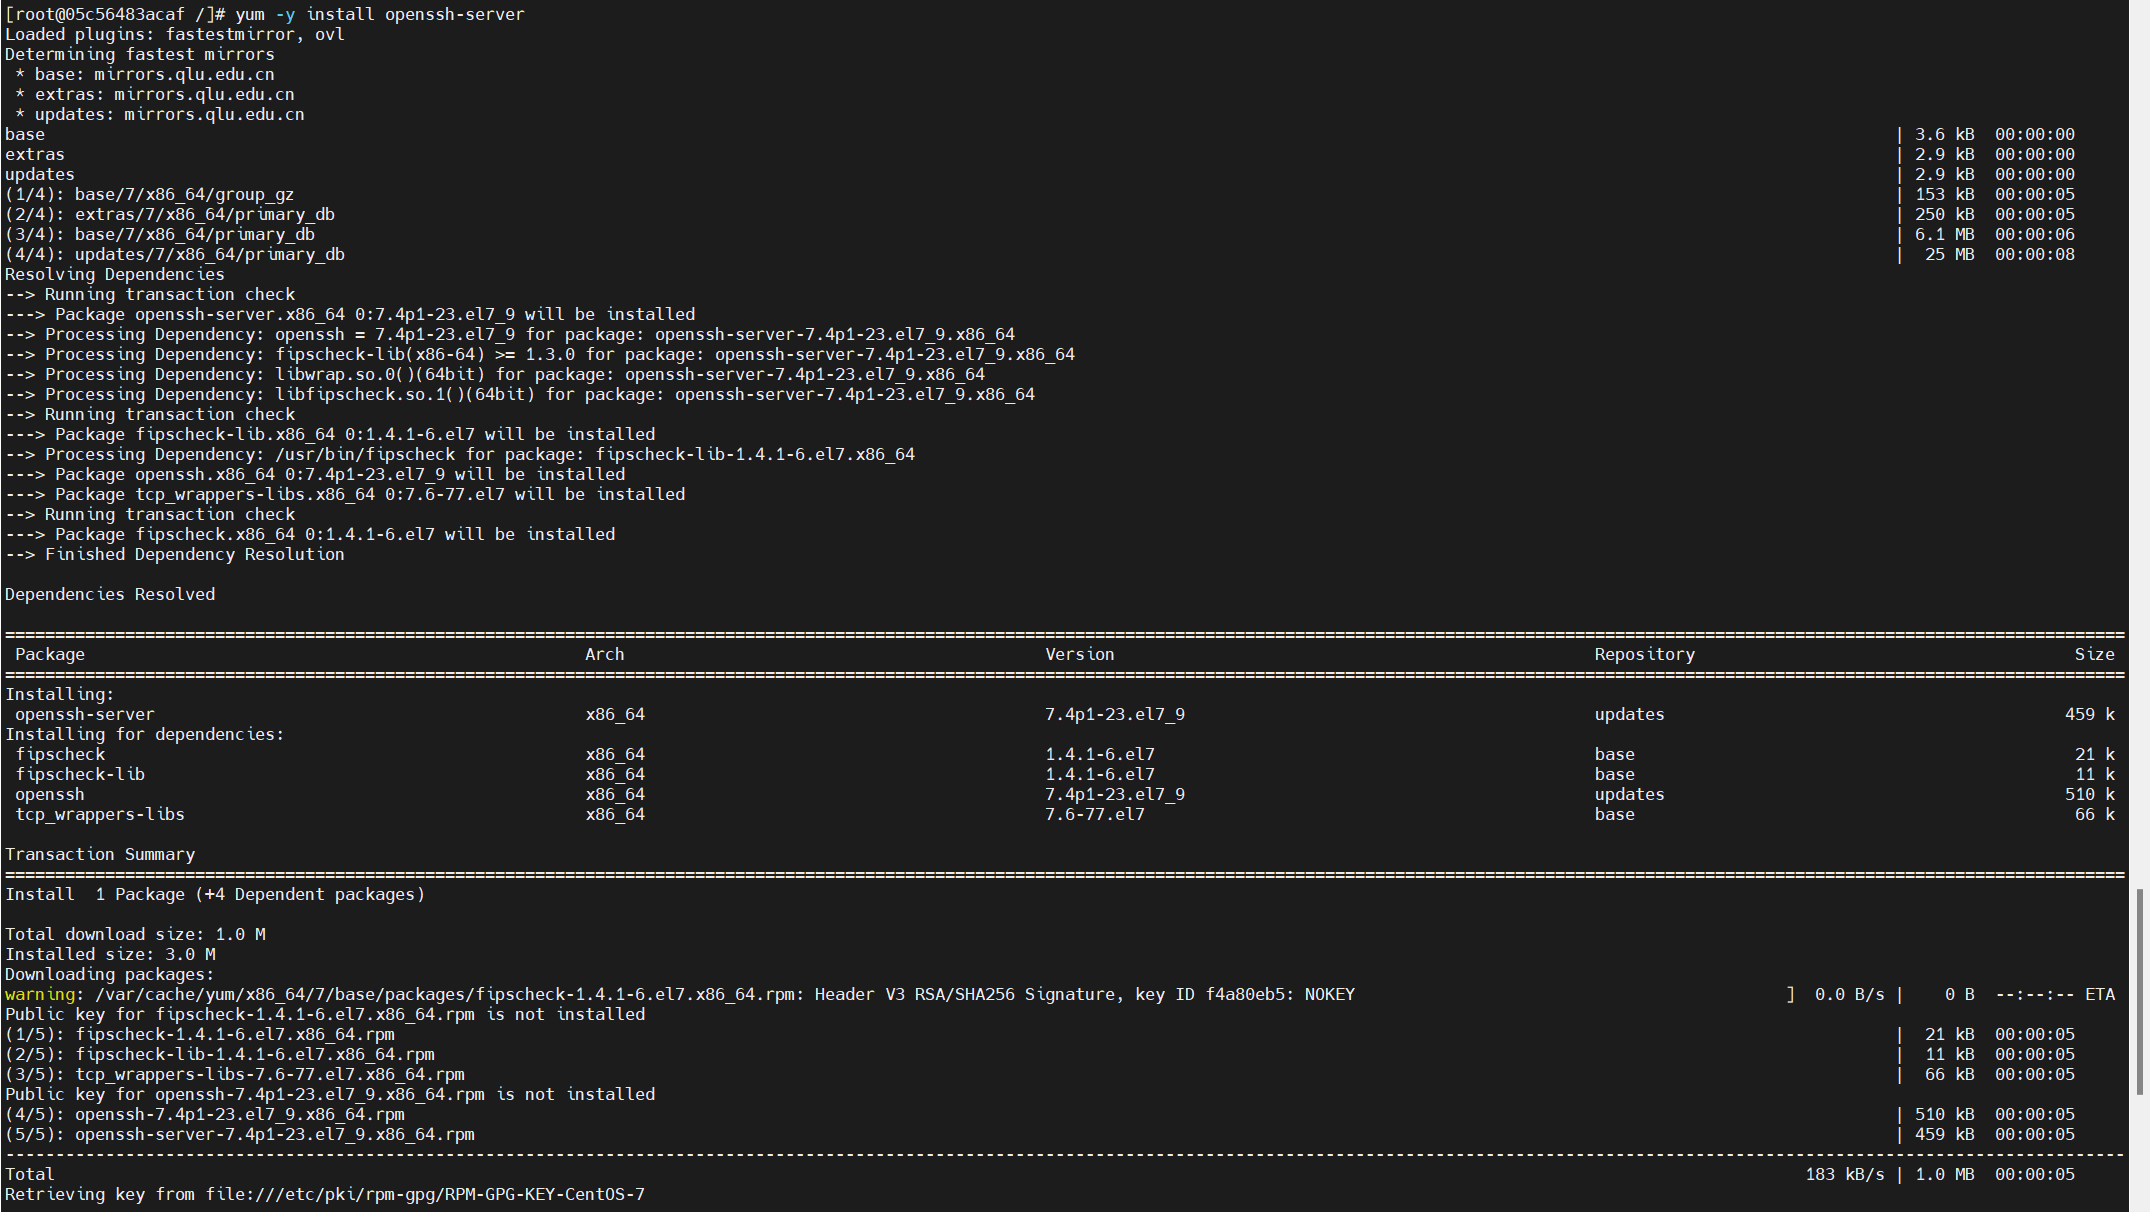 [root@05c56483acaf /]# yum -y install openssh-server
Loaded plugins: fastestmirror, ovl
Determining fastest mirrors
 * base: mirrors.qlu.edu.cn
 * extras: mirrors.qlu.edu.cn
 * updates: mirrors.qlu.edu.cn
base | 3.6 kB 00:00:00
extras | 2.9 kB 00:00:00
updates | 2.9 kB 00:00:00
(1/4): base/7/x86_64/group_gz | 153 kB 00:00:05
(2/4): extras/7/x86_64/primary_db | 250 kB 00:00:05
(3/4): base/7/x86_64/primary_db | 6.1 MB 00:00:06
(4/4): updates/7/x86_64/primary_db | 25 MB 00:00:08
Resolving Dependencies
--> Running transaction check
---> Package openssh-server.x86_64 0:7.4p1-23.el7_9 will be installed
--> Processing Dependency: openssh = 7.4p1-23.el7_9 for package: openssh-server-7.4p1-23.el7_9.x86_64
--> Processing Dependency: fipscheck-lib(x86-64) >= 1.3.0 for package: openssh-server-7.4p1-23.el7_9.x86_64
--> Processing Dependency: libwrap.so.0()(64bit) for package: openssh-server-7.4p1-23.el7_9.x86_64
--> Processing Dependency: libfipscheck.so.1()(64bit) for package: openssh-server-7.4p1-23.el7_9.x86_64
--> Running transaction check
---> Package fipscheck-lib.x86_64 0:1.4.1-6.el7 will be installed
--> Processing Dependency: /usr/bin/fipscheck for package: fipscheck-lib-1.4.1-6.el7.x86_64
---> Package openssh.x86_64 0:7.4p1-23.el7_9 will be installed
---> Package tcp_wrappers-libs.x86_64 0:7.6-77.el7 will be installed
--> Running transaction check
---> Package fipscheck.x86_64 0:1.4.1-6.el7 will be installed
--> Finished Dependency Resolution
Dependencies Resolved
Package Arch Version Repository Size
Installing:
openssh-server x86_64 7.4p1-23.el7_9 updates 459 k
Installing for dependencies:
fipscheck x86_64 1.4.1-6.el7 base 21 k
fipscheck-lib x86_64 1.4.1-6.el7 base 11 k
openssh x86_64 7.4p1-23.el7_9 updates 510 k
tcp_wrappers-libs x86_64 7.6-77.el7 base 66 k
Transaction Summary
Install 1 Package (+4 Dependent packages)
Total download size: 1.0 M
Installed size: 3.0 M
Downloading packages:
warning: /var/cache/yum/x86_64/7/base/packages/fipscheck-1.4.1-6.el7.x86_64.rpm: Header V3 RSA/SHA256 Signature, key ID f4a80eb5: NOKEY ] 0.0 B/s | 0 B --:--:-- ETA
Public key for fipscheck-1.4.1-6.el7.x86_64.rpm is not installed
(1/5): fipscheck-1.4.1-6.el7.x86_64.rpm | 21 kB 00:00:05
(2/5): fipscheck-lib-1.4.1-6.el7.x86_64.rpm | 11 kB 00:00:05
(3/5): tcp_wrappers-libs-7.6-77.el7.x86_64.rpm | 66 kB 00:00:05
Public key for openssh-7.4p1-23.el7_9.x86_64.rpm is not installed
(4/5): openssh-7.4p1-23.el7_9.x86_64.rpm | 510 kB 00:00:05
(5/5): openssh-server-7.4p1-23.el7_9.x86_64.rpm | 459 kB 00:00:05
Total 183 kB/s | 1.0 MB 00:00:05
Retrieving key from file:///etc/pki/rpm-gpg/RPM-GPG-KEY-CentOS-7